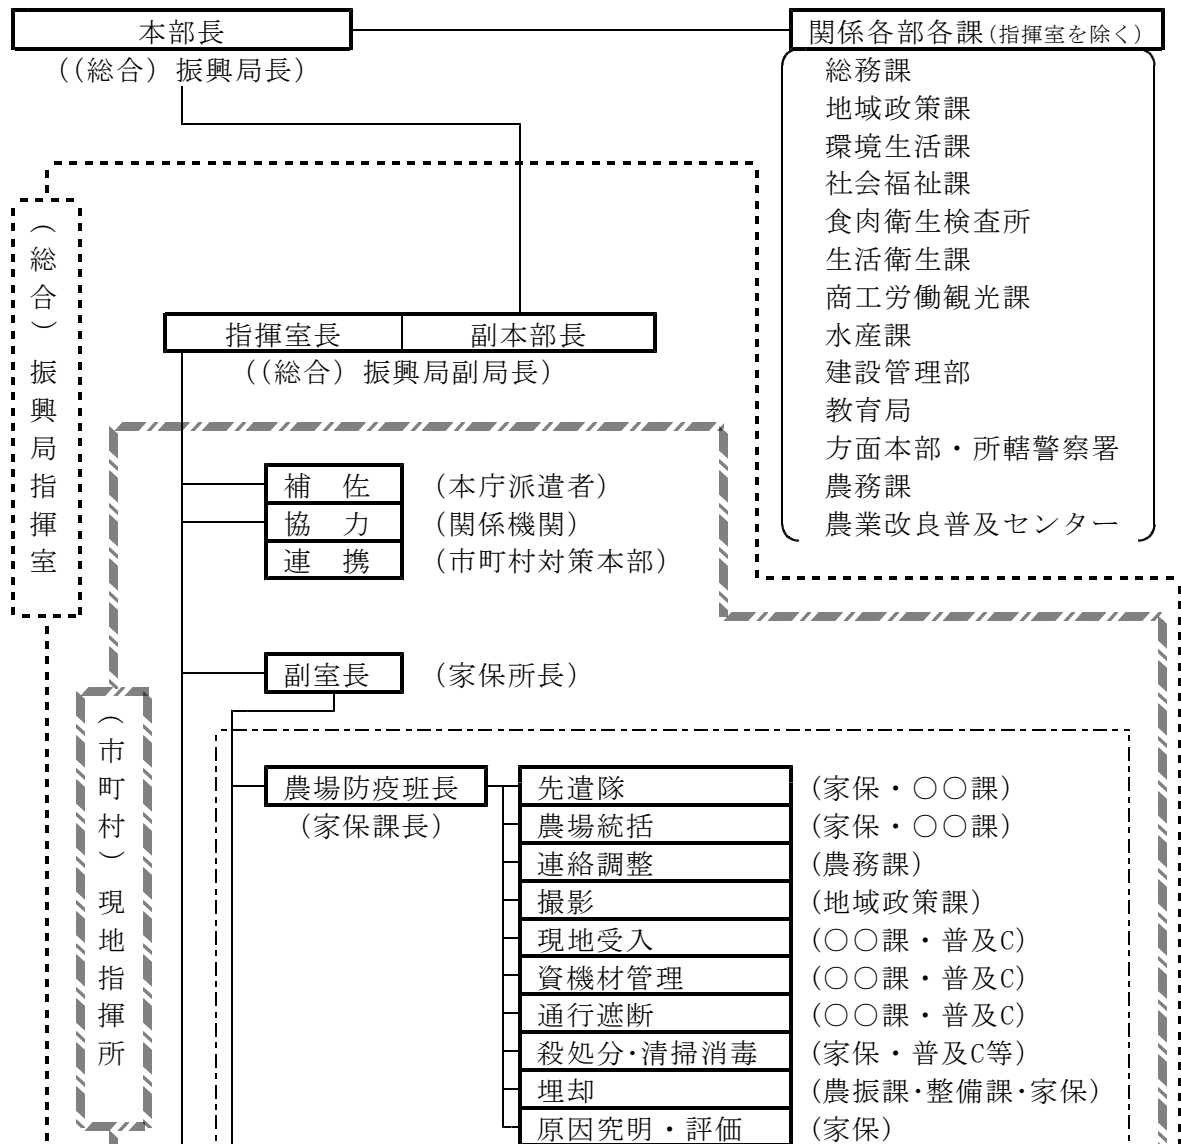 本部長
((総合) 振興局長)
関係各部各課(指揮室を除く)
総務課
地域政策課
環境生活課
社会福祉課
食肉衛生検査所
生活衛生課
商工労働観光課
水産課
建設管理部
教育局
方面本部・所轄警察署
農務課
農業改良普及センター
(総合)振興局指揮室
指揮室長 副本部長
((総合) 振興局副局長)
補 佐 (本庁派遣者)
協 力 (関係機関)
連 携 (市町村対策本部)
副室長 (家保所長)
(市町村)現地指揮所
農場防疫班長
(家保課長)
先遣隊 (家保・○○課)
農場統括 (家保・○○課)
連絡調整 (農務課)
撮影 (地域政策課)
現地受入 (○○課・普及C)
資機材管理 (○○課・普及C)
通行遮断 (○○課・普及C)
殺処分・清掃消毒 (家保・普及C等)
埋却 (農振課・整備課・家保)
原因究明・評価 (家保)